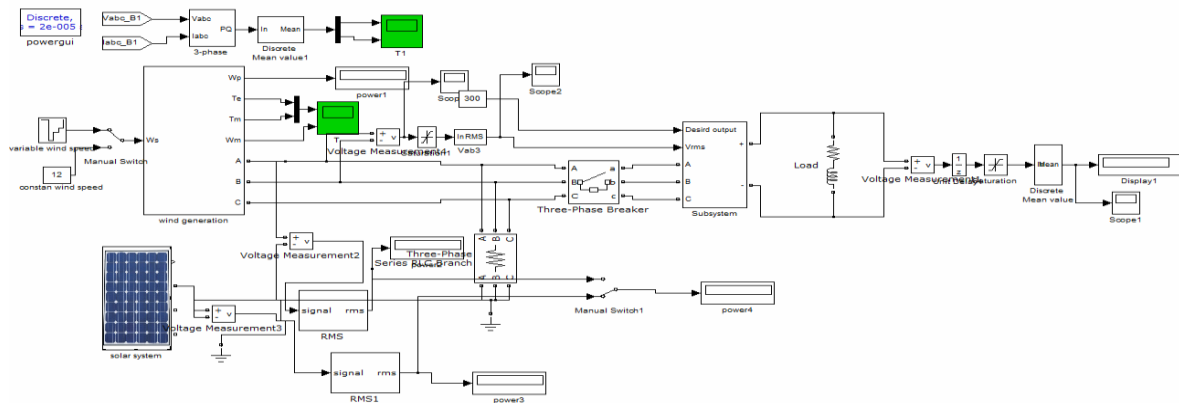 Discrete,
s = 2e-005
powergui
Vabc_B1
Iabc_B1
Vabc
Iabc
PQ
3-phase
In
Mean
Discrete
Mean value1
T1
Wp
Te
Tm
Wm
A
B
C
Ws
wind generation
variable wind speed
Manual Switch
12
constan wind speed
power1
Scop
300
Scope2
T
+
-
v
Voltage Measurement4
Saturation1
In RMS
Vab3
A
B
C
a
b
c
Three-Phase Breaker
Desird output
Vrms
A
B
C
+
-
Subsystem
Load
+
-
v
Voltage Measurement1
1
z
Unit Delay
Saturation
Mean
Discrete
Mean value
Display1
Scope1
+
-
v
Voltage Measurement2
Three-Phase
Series RLC Branch
A
B
C
A
B
C
+
-
v
Voltage Measurement3
signal
rms
RMS
Manual Switch1
power4
solar system
signal
rms
RMS1
power3